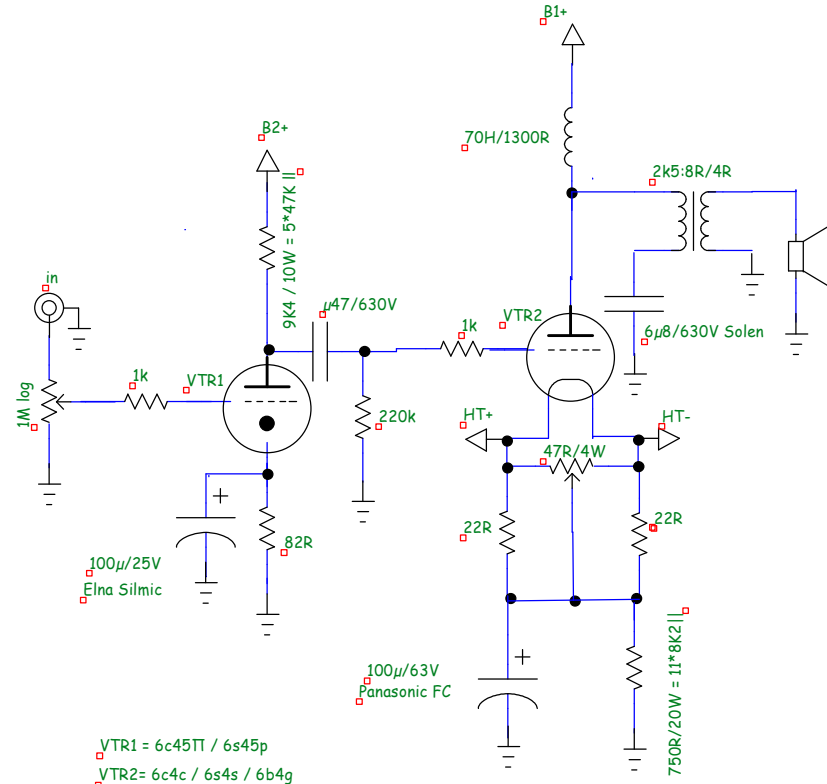 B1+
70H/1300R
B2+
2k5:8R/4R
9K4 / 10W = 5*47K ||
in
µ47/630V
VTR2
1k
6µ8/630V Solen
1k
VTR1
1M log
220k
HT+
HT-
47R/4W
22R
22R
+
82R
100µ/25V
Elna Silmic
+
100µ/63V
Panasonic FC
750R/20W = 11*8K2||
VTR1 = 6c45П / 6s45p
VTR2= 6c4c / 6s4s / 6b4g